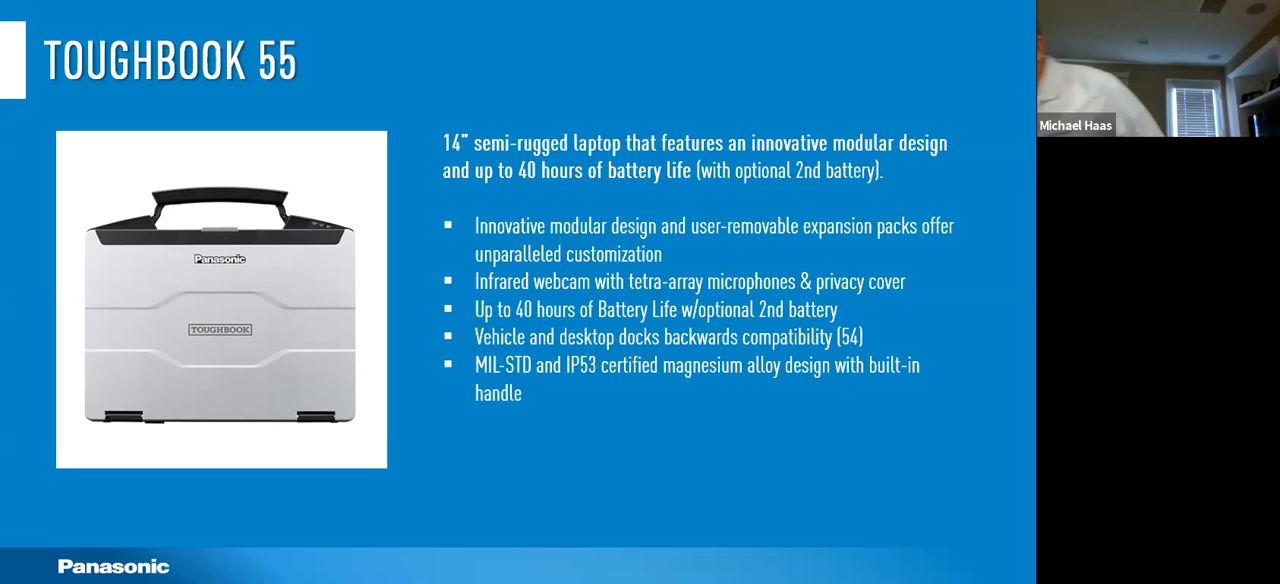 TOUGHBOOK 55
Panasonic
TOUGHBOOK
14" semi-rugged laptop that features an innovative modular design
and up to 40 hours of battery life (with optional 2nd battery).
▪ Innovative modular design and user-removable expansion packs offer
unparalleled customization
▪ Infrared webcam with tetra-array microphones & privacy cover
▪ Up to 40 hours of Battery Life w/optional 2nd battery
▪ Vehicle and desktop docks backwards compatibility (54)
▪ MIL-STD and IP53 certified magnesium alloy design with built-in
handle
Panasonic
Michael Haas